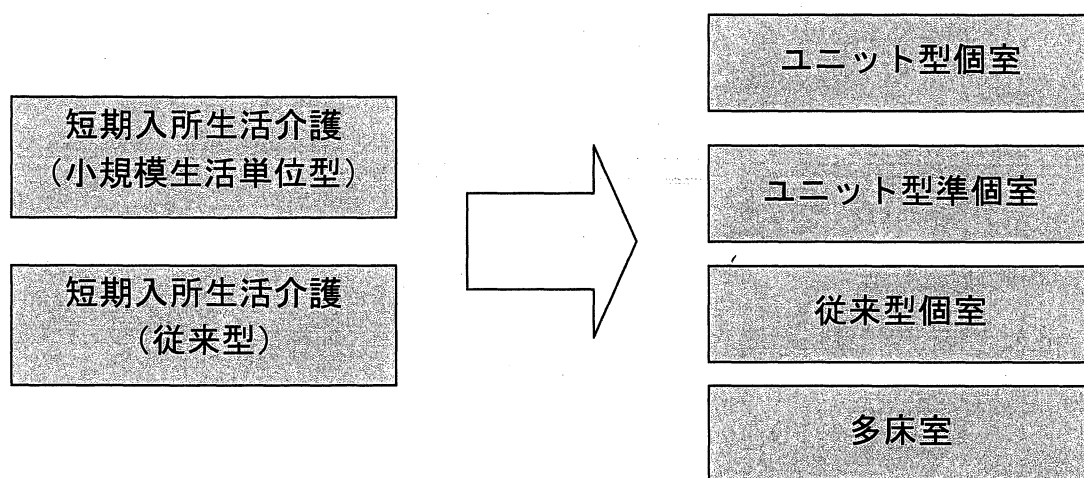 短期入所生活介護
（小規模生活単位型）
短期入所生活介護
（従来型）
ユニット型個室
ユニット型準個室
従来型個室
多床室